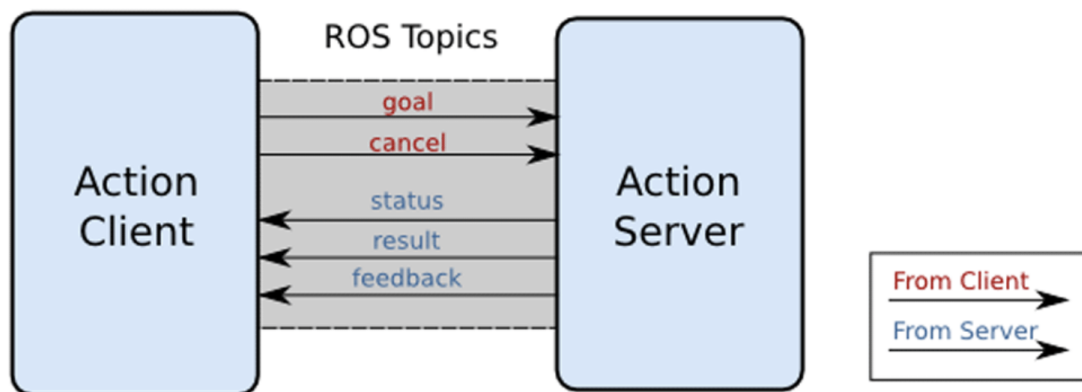 ROS Topics
goal
cancel
Action
Client
status
result
feedback
Action
Server
From Client
From Server